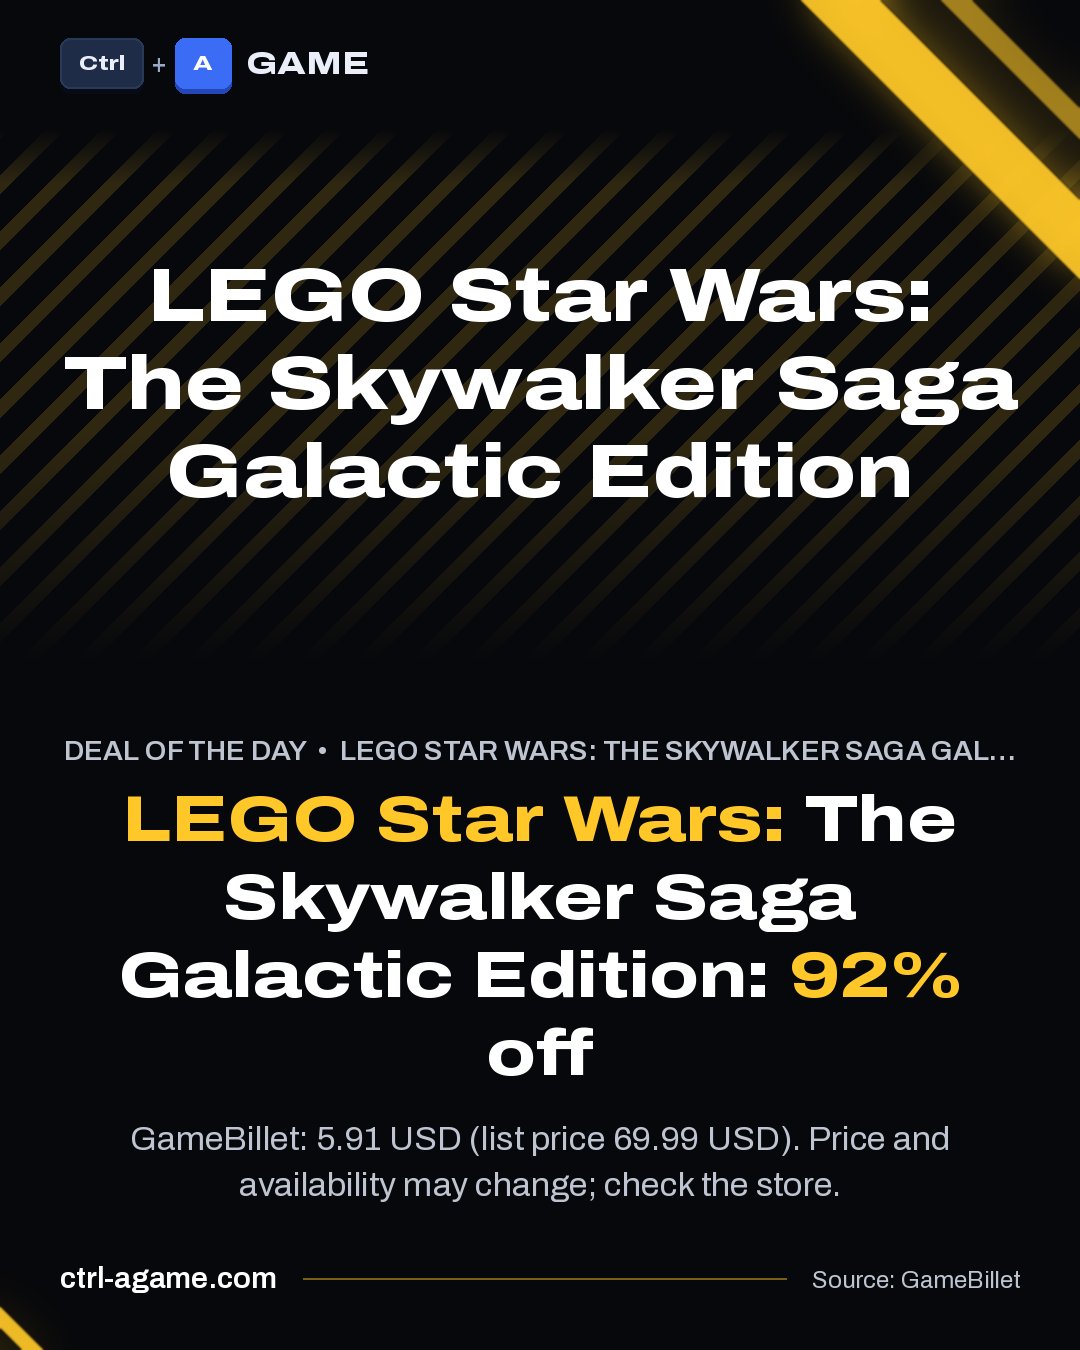 Ctrl + A GAME
LEGO Star Wars:
The Skywalker Saga
Galactic Edition
DEAL OF THE DAY • LEGO STAR WARS: THE SKYWALKER SAGA GAL...
LEGO Star Wars: The
Skywalker Saga
Galactic Edition: 92%
off
GameBillet: 5.91 USD (list price 69.99 USD). Price and
availability may change; check the store.
ctrl-agame.com
Source: GameBillet